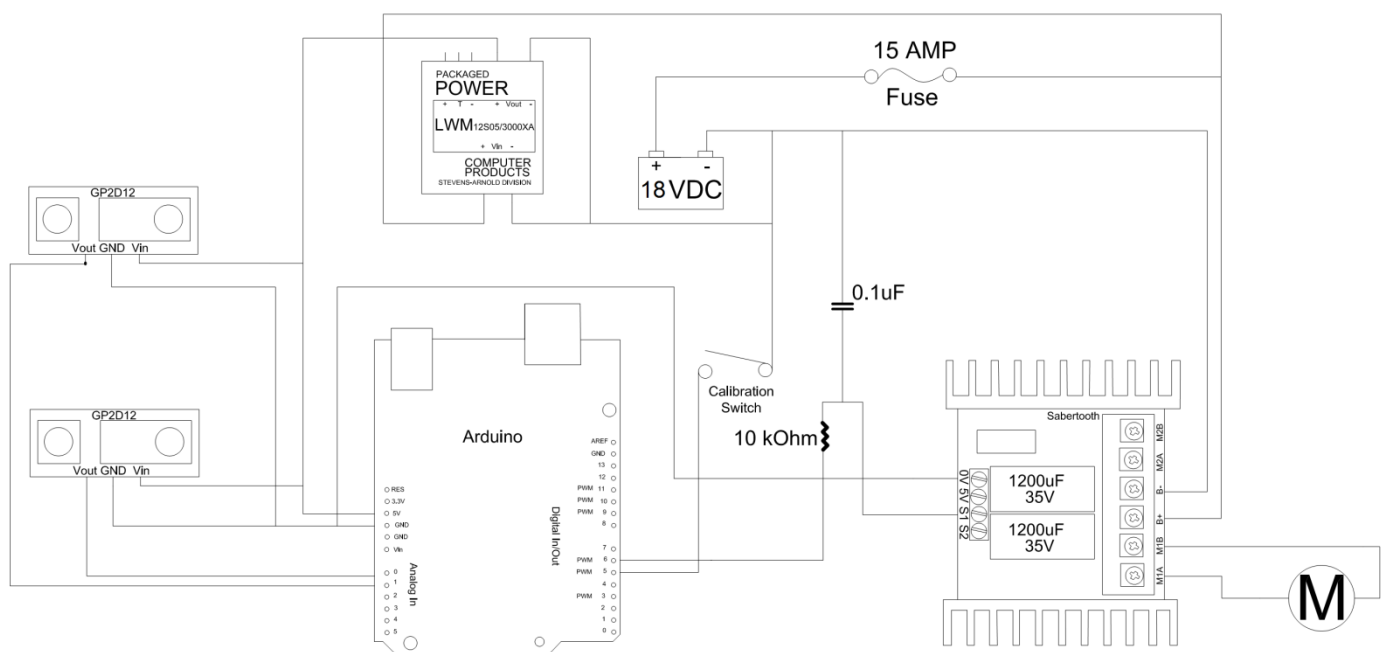 15 AMP
Fuse
PACKAGED
POWER
+ T - + Vout -
LWM12S05/3000XA
+ Vin -
COMPUTER
PRODUCTS
STEVENS-ARNOLD DIVISION
+ -
18 VDC
GP2D12
Vout GND Vin
0.1uF
Calibration
Switch
10 kOhm
GP2D12
Vout GND Vin
Arduino
AREF
GND
13
12
PWM 11
PWM 10
PWM 9
8
7
PWM 6
PWM 5
4
PWM 3
2
1
0
Digital In/Out
RES
3.3V
5V
GND
GND
Vin
0
1
2
3
4
5
Analog In
Sabertooth
0V 5V S1 S2
1200uF
35V
1200uF
35V
M2B
M2A
B-
B+
M1B
M1A
M